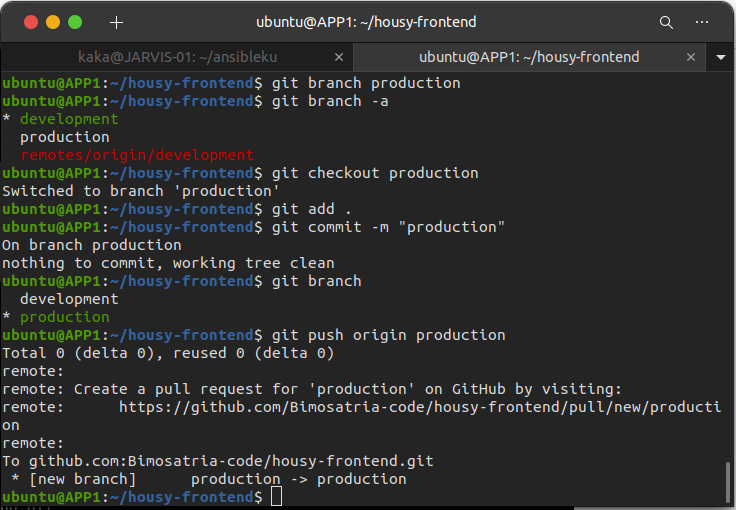 ubuntu@APP1: ~/housy-frontend
kaka@JARVIS-01: ~/ansibleku
ubuntu@APP1: ~/housy-frontend
ubuntu@APP1:~/housy-frontend$ git branch production
ubuntu@APP1:~/housy-frontend$ git branch -a
* development
  production
  remotes/origin/development
ubuntu@APP1:~/housy-frontend$ git checkout production
Switched to branch 'production'
ubuntu@APP1:~/housy-frontend$ git add .
ubuntu@APP1:~/housy-frontend$ git commit -m "production"
On branch production
nothing to commit, working tree clean
ubuntu@APP1:~/housy-frontend$ git branch
  development
* production
ubuntu@APP1:~/housy-frontend$ git push origin production
Total 0 (delta 0), reused 0 (delta 0)
remote:
remote: Create a pull request for 'production' on GitHub by visiting:
remote:      https://github.com/Bimosatria-code/housy-frontend/pull/new/producti
on
remote:
To github.com:Bimosatria-code/housy-frontend.git
 * [new branch]      production -> production
ubuntu@APP1:~/housy-frontend$